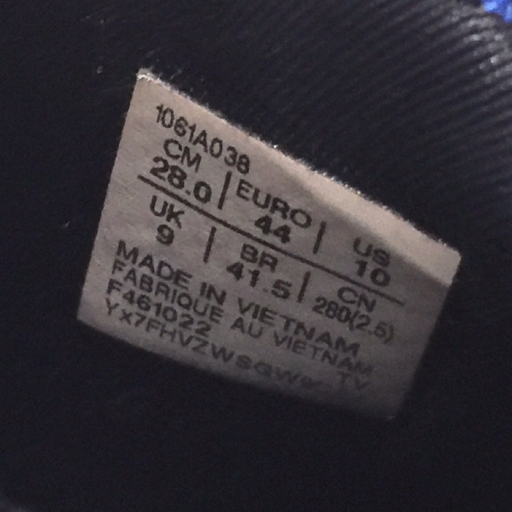 1061A038
CM EURO US
28.0 44 10
UK BR CN
9 41.5 280(2.5)
MADE IN VIETNAM
FABRIQUE AU VIETNAM
F461022 TV